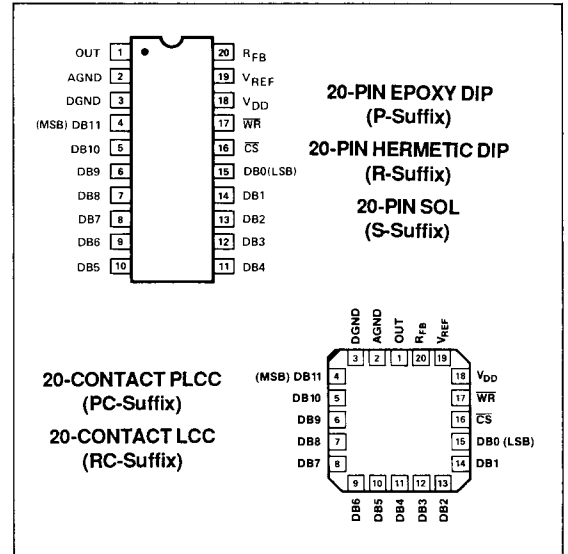 OUT 1
AGND 2
DGND 3
(MSB) DB11 4
DB10 5
DB9 6
DB8 7
DB7 8
DB6 9
DB5 10
20 RFB
19 VREF
18 VDD
17 W̅R̅
16 C̅S̅
15 DB0(LSB)
14 DB1
13 DB2
12 DB3
11 DB4
20-PIN EPOXY DIP
(P-Suffix)
20-PIN HERMETIC DIP
(R-Suffix)
20-PIN SOL
(S-Suffix)
20-CONTACT PLCC
(PC-Suffix)
20-CONTACT LCC
(RC-Suffix)
DGND AGND OUT RFB VREF
3 2 1 20 19
(MSB) DB11 4
DB10 5
DB9 6
DB8 7
DB7 8
18 VDD
17 W̅R̅
16 C̅S̅
15 DB0 (LSB)
14 DB1
9 10 11 12 13
DB6 DB5 DB4 DB3 DB2